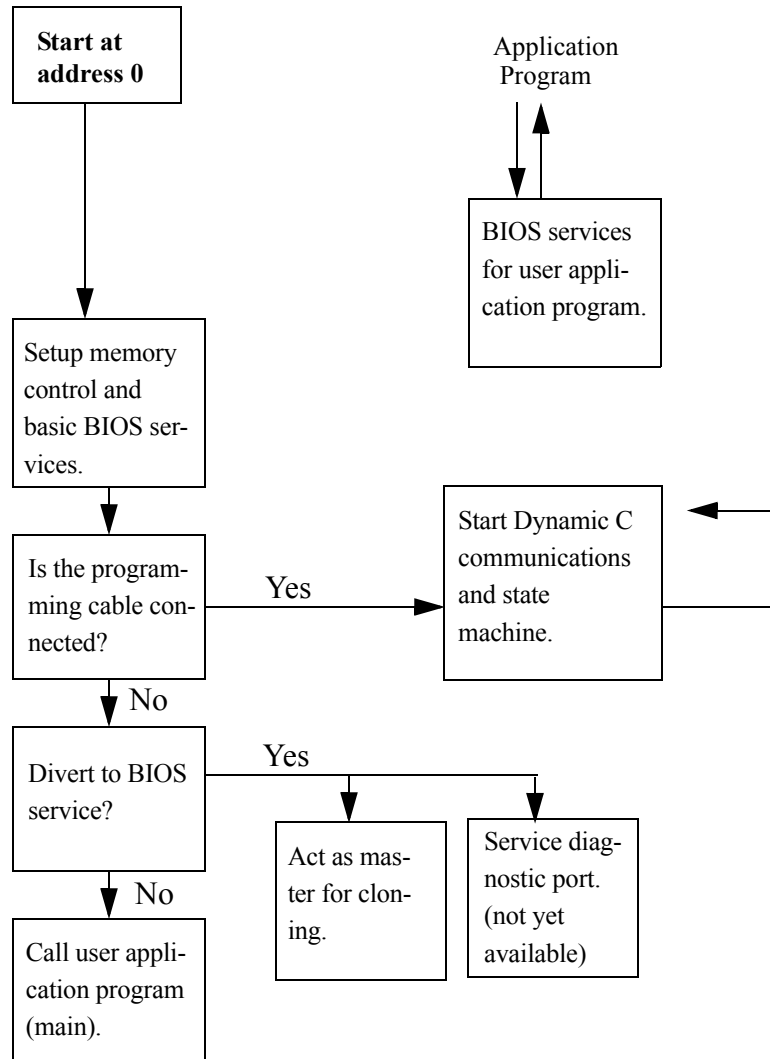 Start at
address 0
Application
Program
BIOS services
for user appli-
cation program.
Setup memory
control and
basic BIOS ser-
vices.
Is the program-
ming cable con-
nected?
Yes
Start Dynamic C
communications
and state
machine.
No
Divert to BIOS
service?
Yes
Act as mas-
ter for clon-
ing.
Service diag-
nostic port.
(not yet
available)
No
Call user appli-
cation program
(main).